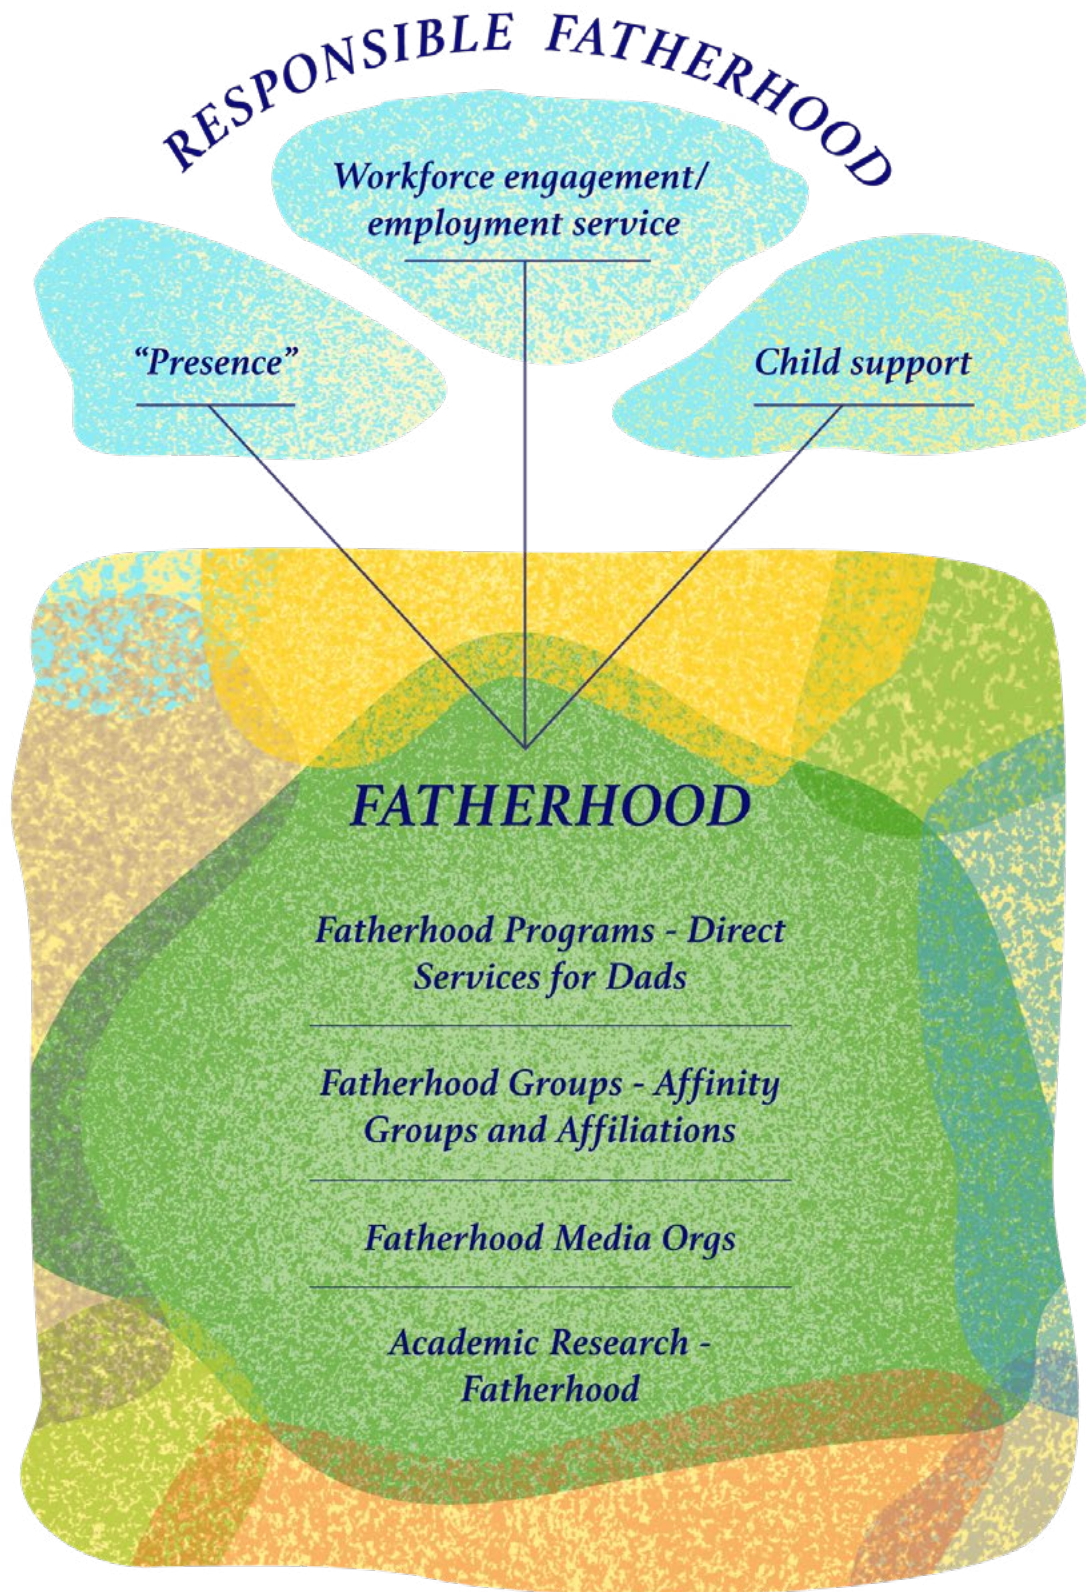 RESPONSIBLE FATHERHOOD
Workforce engagement/
employment service
“Presence”
Child support
FATHERHOOD
Fatherhood Programs - Direct
Services for Dads
Fatherhood Groups - Affinity
Groups and Affiliations
Fatherhood Media Orgs
Academic Research -
Fatherhood